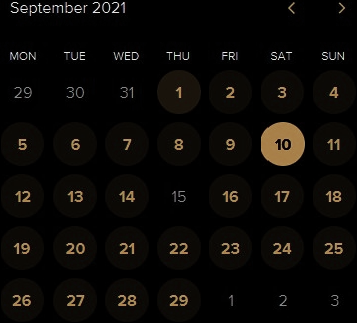 September 2021
MON TUE WED THU FRI SAT SUN
29 30 31 1 2 3 4
5 6 7 8 9 10 11
12 13 14 15 16 17 18
19 20 21 22 23 24 25
26 27 28 29 1 2 3